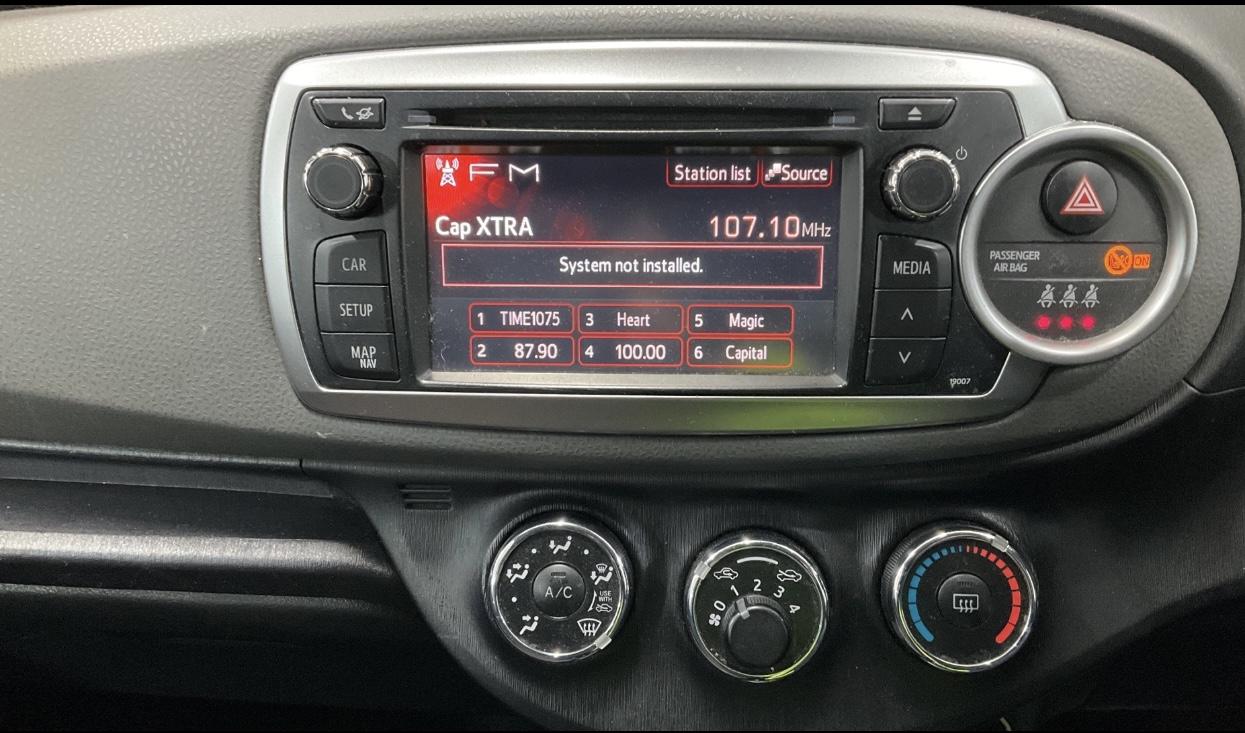 FM
Station list
Source
Cap XTRA
107.10MHz
System not installed.
1 TIME1075
3 Heart
5 Magic
2 87.90
4 100.00
6 Capital
CAR
SETUP
MAP
NAV
MEDIA
19007
PASSENGER
AIR BAG
ON
A/C
USE
WITH
0 1 2 3 4